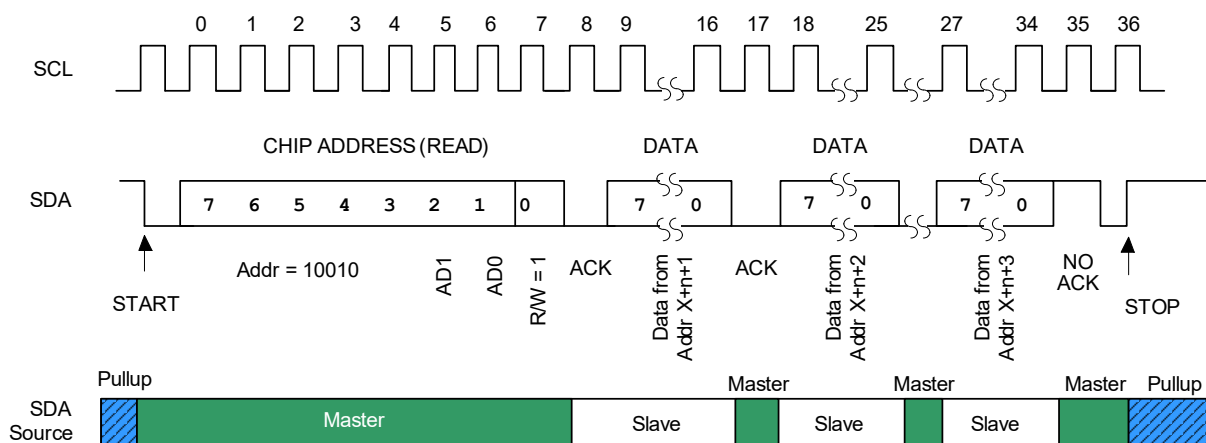 0 1 2 3 4 5 6 7 8 9 16 17 18 25 27 34 35 36
SCL
CHIP ADDRESS (READ) DATA DATA DATA
SDA
7 6 5 4 3 2 1 0 7 0 7 0 7 0
START
Addr = 10010
AD1
AD0
R/W = 1
ACK
Data from
Addr X+n+1
ACK
Data from
Addr X+n+2
Data from
Addr X+n+3
NO
ACK
STOP
Pullup Master Master Master Pullup
SDA
Source
Master Slave Slave Slave